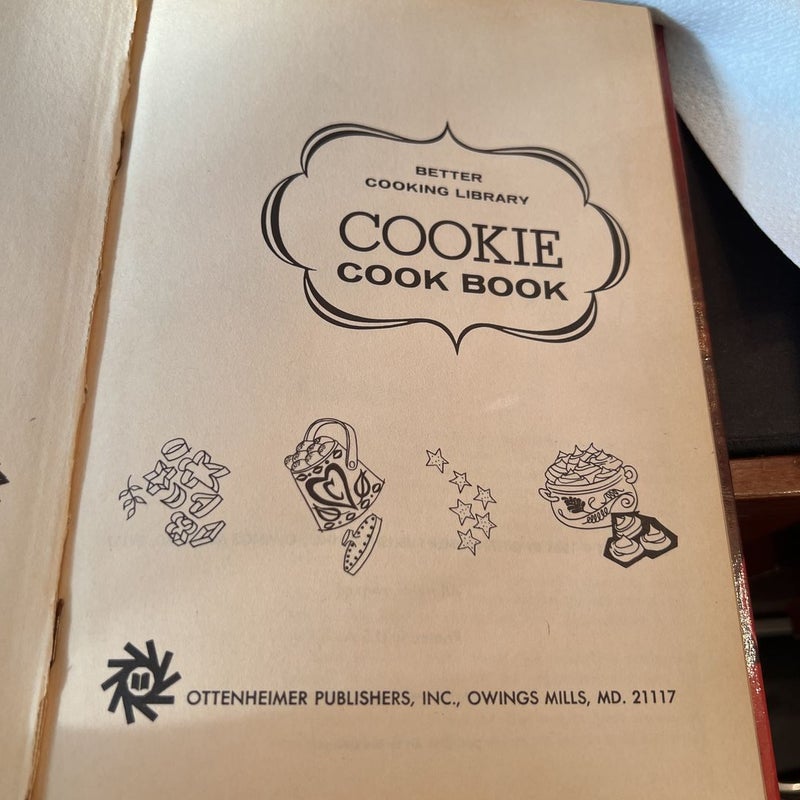 BETTER
COOKING LIBRARY
COOKIE
COOK BOOK
OTTENHEIMER PUBLISHERS, INC., OWINGS MILLS, MD. 21117